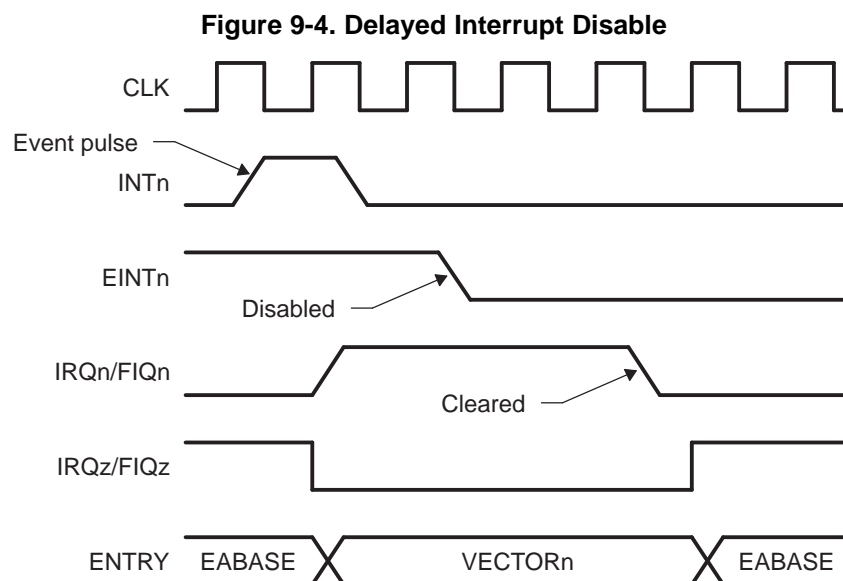 Figure 9-4. Delayed Interrupt Disable
CLK
Event pulse
INTn
EINTn
Disabled
IRQn/FIQn
Cleared
IRQz/FIQz
ENTRY EABASE VECTORn EABASE